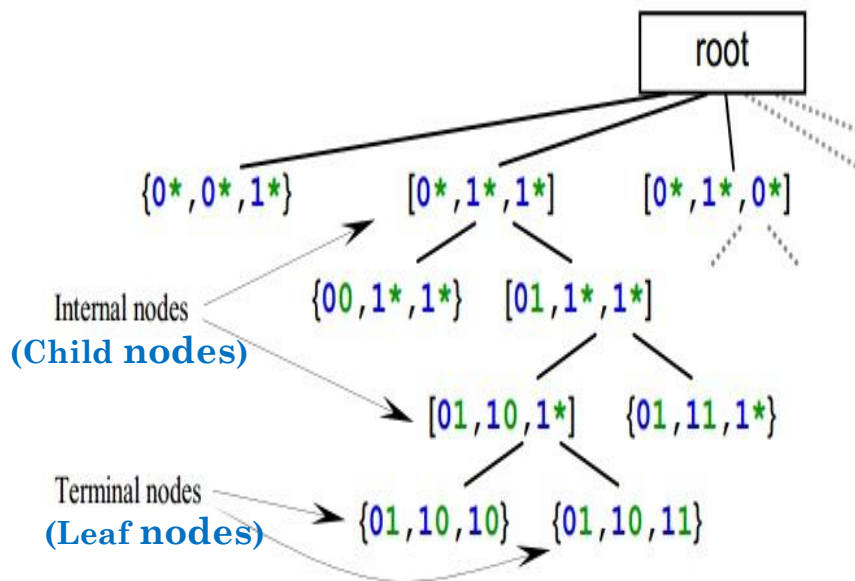 root
{0*,0*,1*} [0*,1*,1*] [0*,1*,0*]
{00,1*,1*} [01,1*,1*]
Internal nodes
(Child nodes)
[01,10,1*] {01,11,1*}
Terminal nodes
{01,10,10} {01,10,11}
(Leaf nodes)